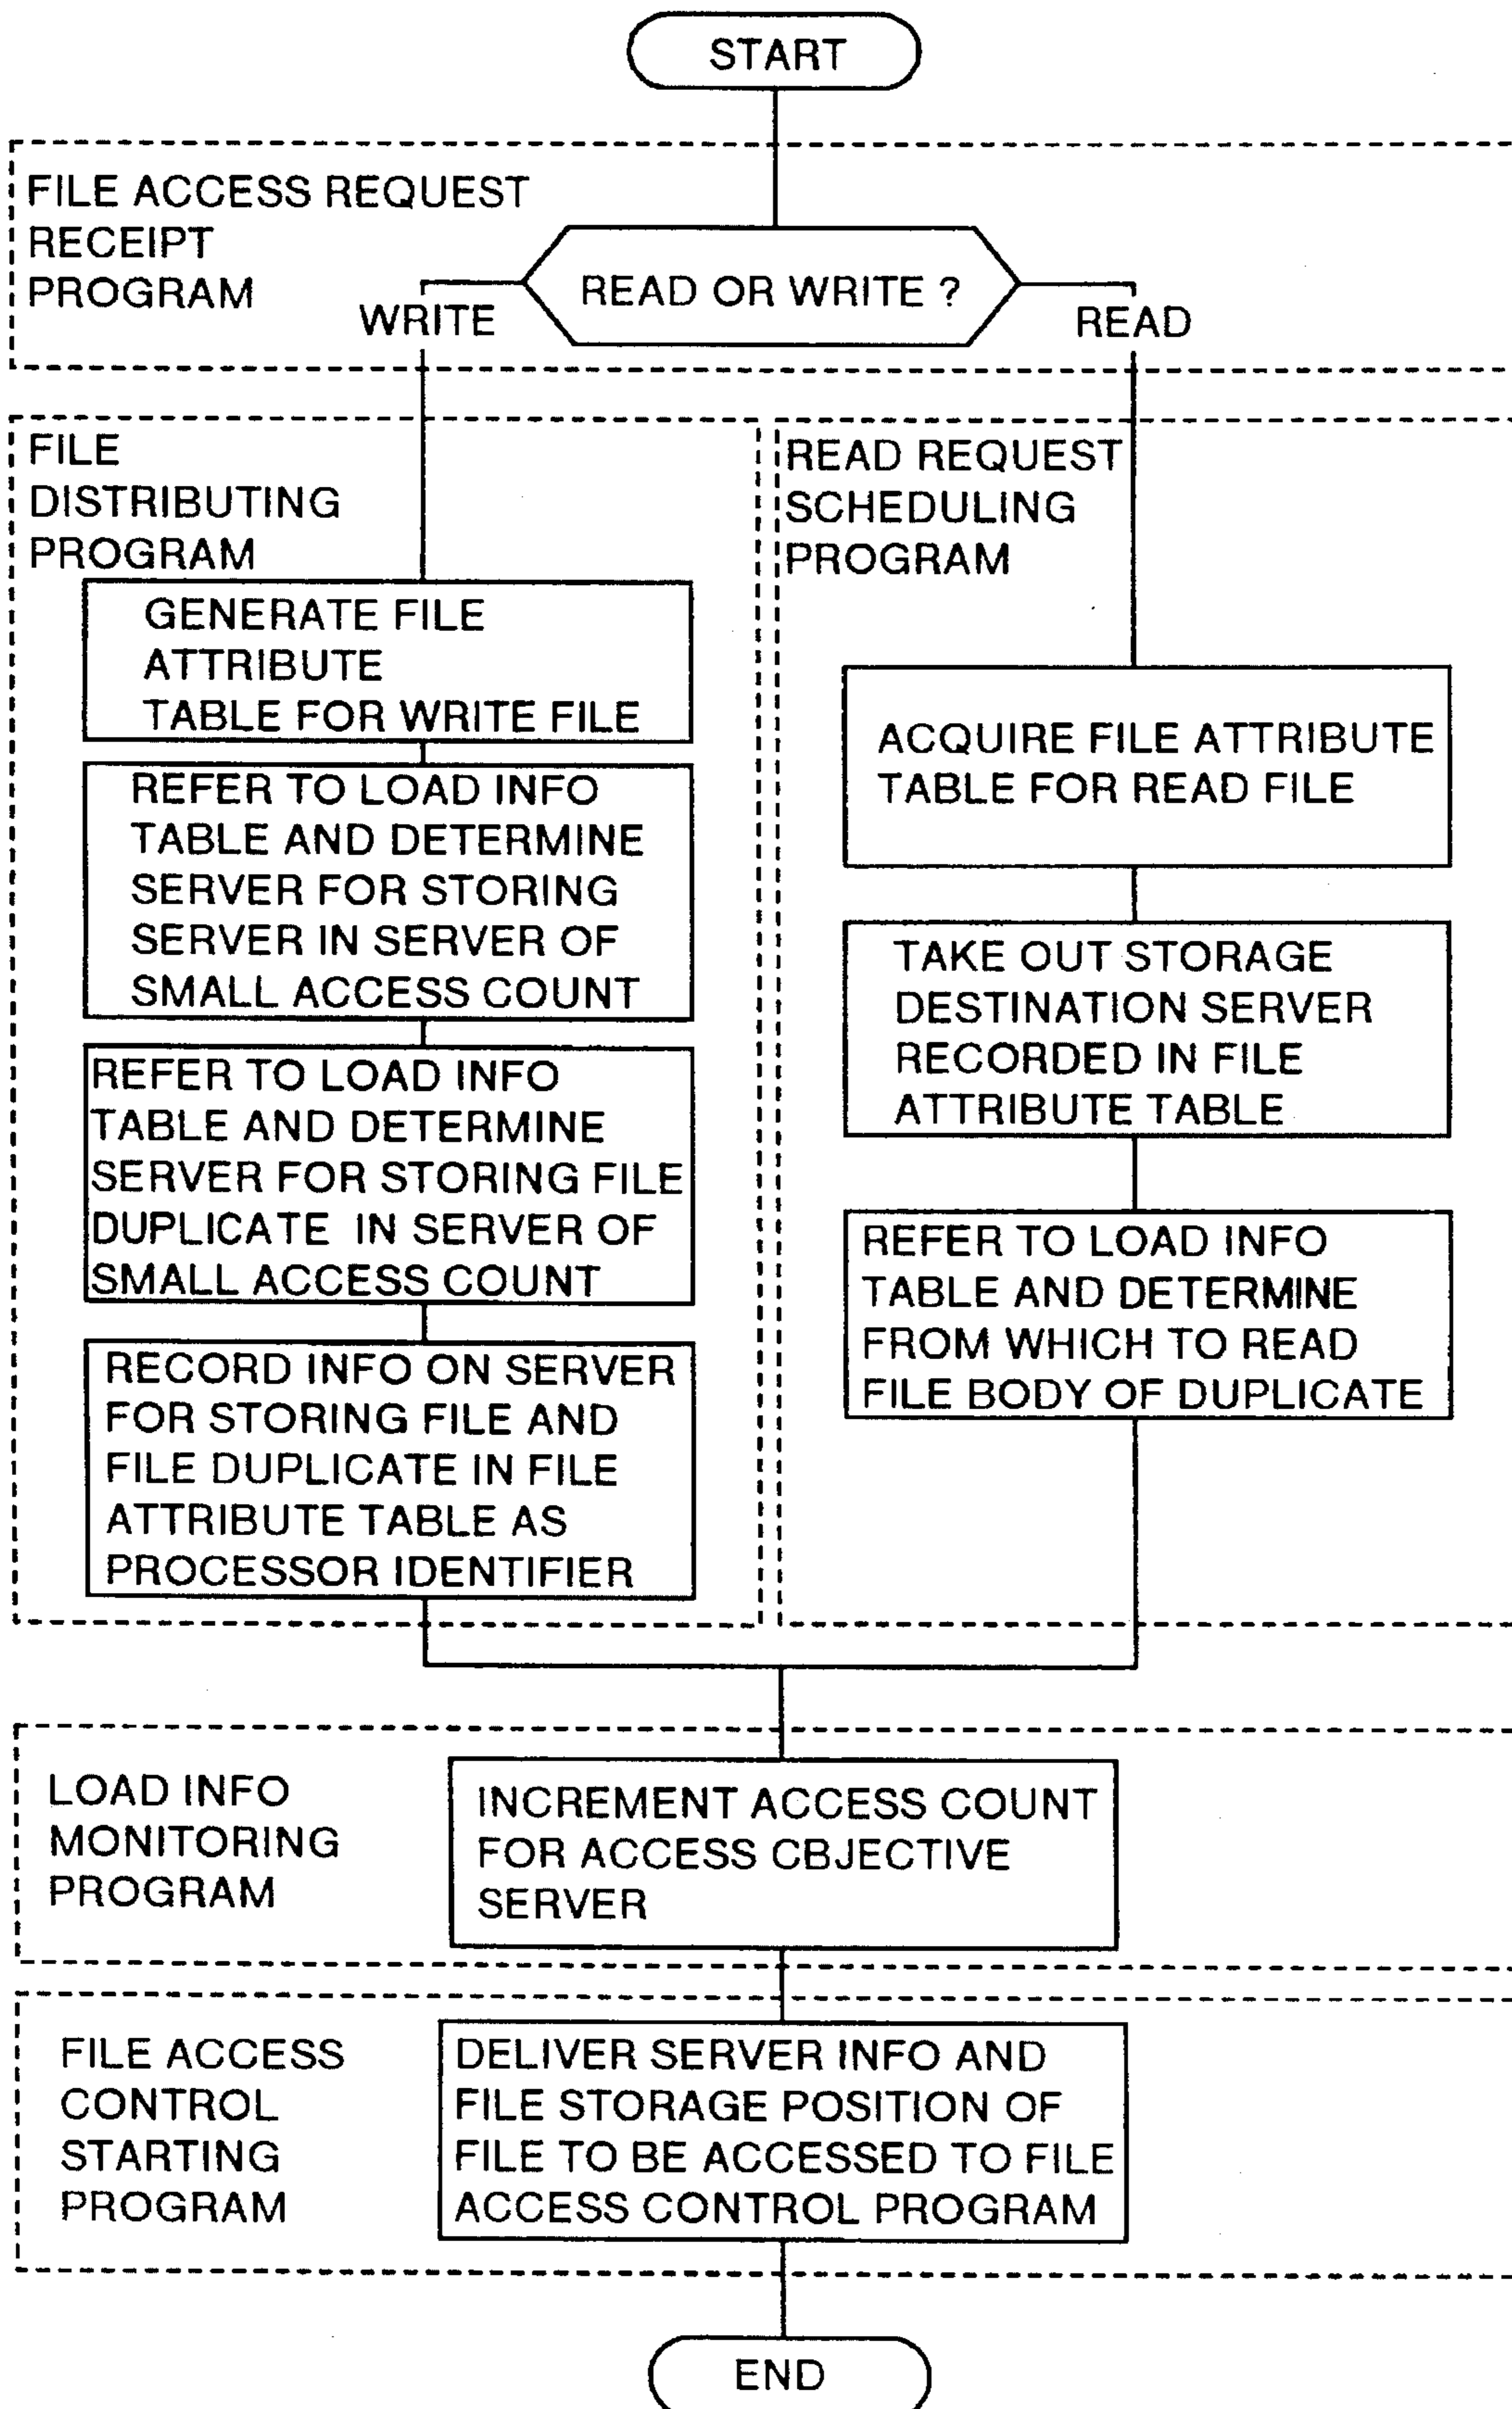 START
FILE ACCESS REQUEST
RECEIPT
PROGRAM
READ OR WRITE ?
WRITE
READ
FILE
DISTRIBUTING
PROGRAM
GENERATE FILE
ATTRIBUTE
TABLE FOR WRITE FILE
REFER TO LOAD INFO
TABLE AND DETERMINE
SERVER FOR STORING
SERVER IN SERVER OF
SMALL ACCESS COUNT
REFER TO LOAD INFO
TABLE AND DETERMINE
SERVER FOR STORING FILE
DUPLICATE IN SERVER OF
SMALL ACCESS COUNT
RECORD INFO ON SERVER
FOR STORING FILE AND
FILE DUPLICATE IN FILE
ATTRIBUTE TABLE AS
PROCESSOR IDENTIFIER
READ REQUEST
SCHEDULING
PROGRAM
ACQUIRE FILE ATTRIBUTE
TABLE FOR READ FILE
TAKE OUT STORAGE
DESTINATION SERVER
RECORDED IN FILE
ATTRIBUTE TABLE
REFER TO LOAD INFO
TABLE AND DETERMINE
FROM WHICH TO READ
FILE BODY OF DUPLICATE
LOAD INFO
MONITORING
PROGRAM
INCREMENT ACCESS COUNT
FOR ACCESS CBJECTIVE
SERVER
FILE ACCESS
CONTROL
STARTING
PROGRAM
DELIVER SERVER INFO AND
FILE STORAGE POSITION OF
FILE TO BE ACCESSED TO FILE
ACCESS CONTROL PROGRAM
END